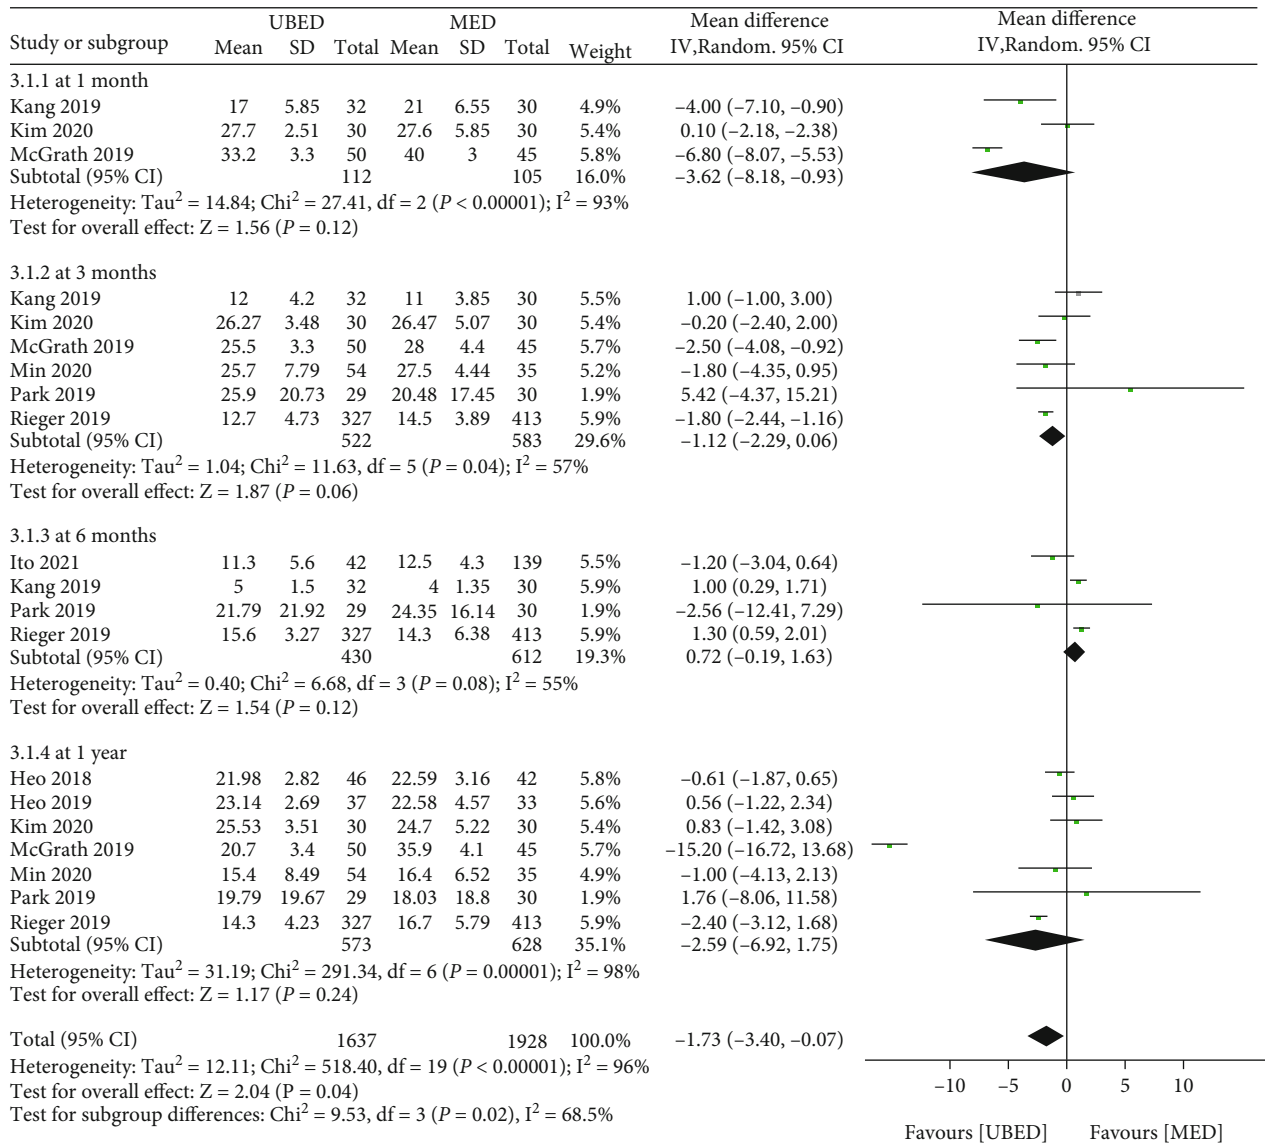 UBED MED Mean difference Mean difference
Study or subgroup Mean SD Total Mean SD Total Weight IV,Random. 95% CI IV,Random. 95% CI
3.1.1 at 1 month
Kang 2019 17 5.85 32 21 6.55 30 4.9% −4.00 (−7.10, −0.90)
Kim 2020 27.7 2.51 30 27.6 5.85 30 5.4% 0.10 (−2.18, −2.38)
McGrath 2019 33.2 3.3 50 40 3 45 5.8% −6.80 (−8.07, −5.53)
Subtotal (95% CI) 112 105 16.0% −3.62 (−8.18, −0.93)
Heterogeneity: Tau² = 14.84; Chi² = 27.41, df = 2 (P < 0.00001); I² = 93%
Test for overall effect: Z = 1.56 (P = 0.12)
3.1.2 at 3 months
Kang 2019 12 4.2 32 11 3.85 30 5.5% 1.00 (−1.00, 3.00)
Kim 2020 26.27 3.48 30 26.47 5.07 30 5.4% −0.20 (−2.40, 2.00)
McGrath 2019 25.5 3.3 50 28 4.4 45 5.7% −2.50 (−4.08, −0.92)
Min 2020 25.7 7.79 54 27.5 4.44 35 5.2% −1.80 (−4.35, 0.95)
Park 2019 25.9 20.73 29 20.48 17.45 30 1.9% 5.42 (−4.37, 15.21)
Rieger 2019 12.7 4.73 327 14.5 3.89 413 5.9% −1.80 (−2.44, −1.16)
Subtotal (95% CI) 522 583 29.6% −1.12 (−2.29, 0.06)
Heterogeneity: Tau² = 1.04; Chi² = 11.63, df = 5 (P = 0.04); I² = 57%
Test for overall effect: Z = 1.87 (P = 0.06)
3.1.3 at 6 months
Ito 2021 11.3 5.6 42 12.5 4.3 139 5.5% −1.20 (−3.04, 0.64)
Kang 2019 5 1.5 32 4 1.35 30 5.9% 1.00 (0.29, 1.71)
Park 2019 21.79 21.92 29 24.35 16.14 30 1.9% −2.56 (−12.41, 7.29)
Rieger 2019 15.6 3.27 327 14.3 6.38 413 5.9% 1.30 (0.59, 2.01)
Subtotal (95% CI) 430 612 19.3% 0.72 (−0.19, 1.63)
Heterogeneity: Tau² = 0.40; Chi² = 6.68, df = 3 (P = 0.08); I² = 55%
Test for overall effect: Z = 1.54 (P = 0.12)
3.1.4 at 1 year
Heo 2018 21.98 2.82 46 22.59 3.16 42 5.8% −0.61 (−1.87, 0.65)
Heo 2019 23.14 2.69 37 22.58 4.57 33 5.6% 0.56 (−1.22, 2.34)
Kim 2020 25.53 3.51 30 24.7 5.22 30 5.4% 0.83 (−1.42, 3.08)
McGrath 2019 20.7 3.4 50 35.9 4.1 45 5.7% −15.20 (−16.72, 13.68)
Min 2020 15.4 8.49 54 16.4 6.52 35 4.9% −1.00 (−4.13, 2.13)
Park 2019 19.79 19.67 29 18.03 18.8 30 1.9% 1.76 (−8.06, 11.58)
Rieger 2019 14.3 4.23 327 16.7 5.79 413 5.9% −2.40 (−3.12, 1.68)
Subtotal (95% CI) 573 628 35.1% −2.59 (−6.92, 1.75)
Heterogeneity: Tau² = 31.19; Chi² = 291.34, df = 6 (P = 0.00001); I² = 98%
Test for overall effect: Z = 1.17 (P = 0.24)
Total (95% CI) 1637 1928 100.0% −1.73 (−3.40, −0.07)
Heterogeneity: Tau² = 12.11; Chi² = 518.40, df = 19 (P < 0.00001); I² = 96%
Test for overall effect: Z = 2.04 (P = 0.04)
Test for subgroup differences: Chi² = 9.53, df = 3 (P = 0.02), I² = 68.5%
−10 −5 0 5 10
Favours [UBED] Favours [MED]